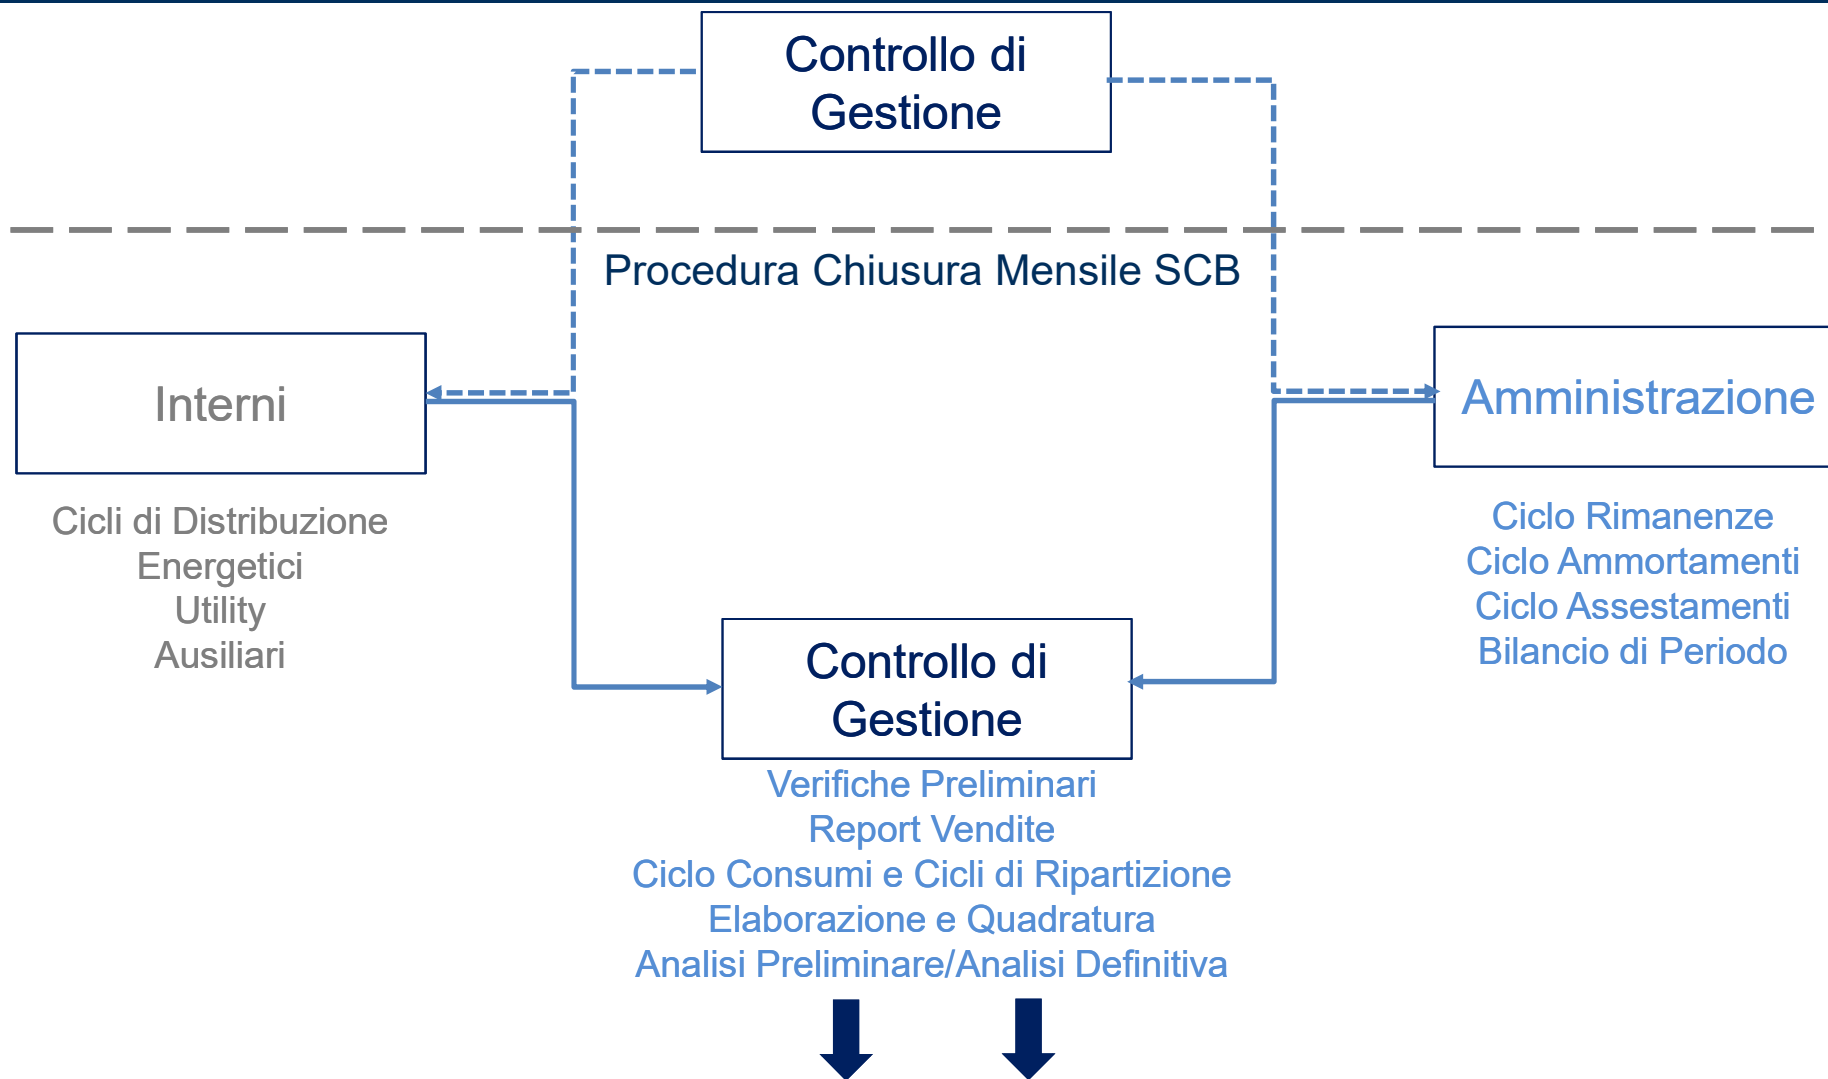 Controllo di
Gestione
Procedura Chiusura Mensile SCB
Interni
Amministrazione
Cicli di Distribuzione
Energetici
Utility
Ausiliari
Ciclo Rimanenze
Ciclo Ammortamenti
Ciclo Assestamenti
Bilancio di Periodo
Controllo di
Gestione
Verifiche Preliminari
Report Vendite
Ciclo Consumi e Cicli di Ripartizione
Elaborazione e Quadratura
Analisi Preliminare/Analisi Definitiva